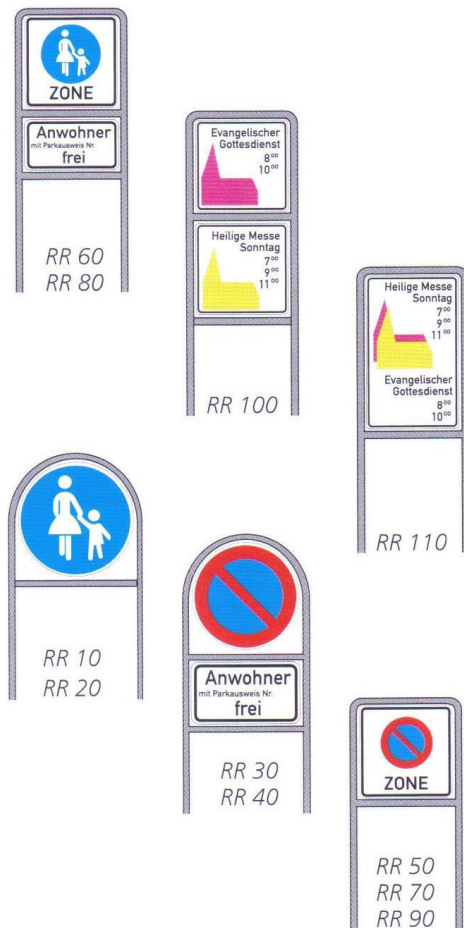 ZONE
Anwohner
mit Parkausweis Nr.
frei
RR 60
RR 80
Evangelischer
Gottesdienst
8⁰⁰
10⁰⁰
Heilige Messe
Sonntag
7⁰⁰
9⁰⁰
11⁰⁰
RR 100
Heilige Messe
Sonntag
7⁰⁰
9⁰⁰
11⁰⁰
Evangelischer
Gottesdienst
8⁰⁰
10⁰⁰
RR 110
RR 10
RR 20
Anwohner
mit Parkausweis Nr.
frei
RR 30
RR 40
ZONE
RR 50
RR 70
RR 90